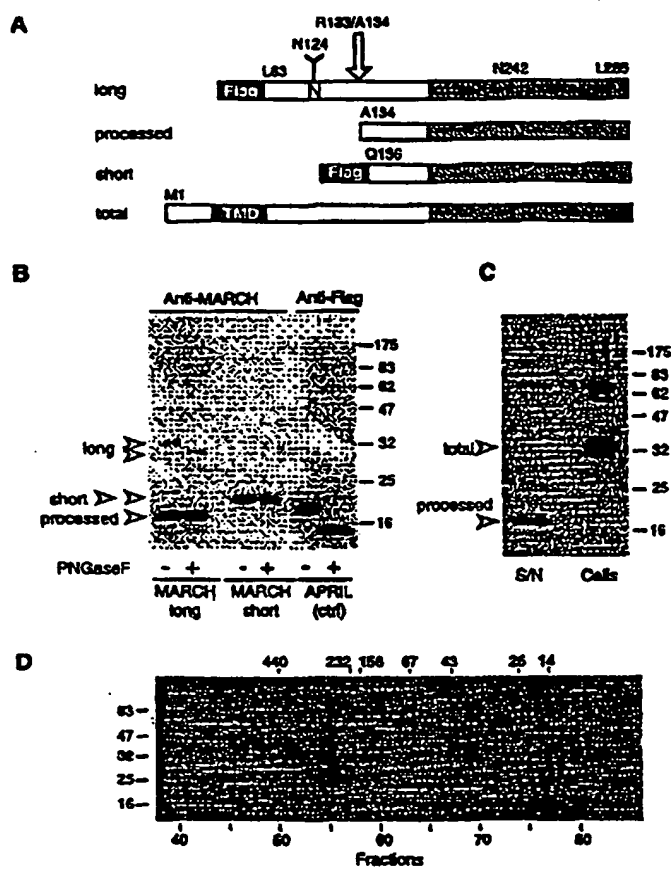 A
R133/A134
N124
L83 N242 L285
long Flag N
A134
processed
Q136
short Flag
M1
total TMD
B
Anti-MARCH Anti-Flag
175
83
62
47
long 32
25
short
processed 16
PNGaseF - + - + - +
MARCH long MARCH short APRIL (ctrl)
C
175
83
62
47
total 32
25
processed
16
S/N Cells
D
440 232 158 67 43 25 14
83
47
32
25
16
40 50 60 70 80
Fractions